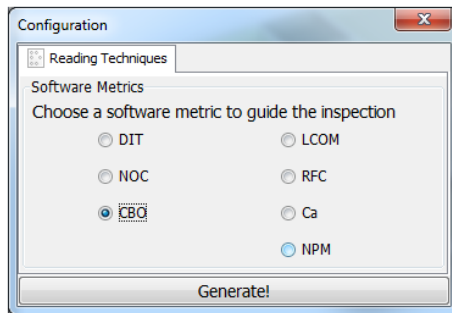 Configuration
Reading Techniques
Software Metrics
Choose a software metric to guide the inspection
DIT LCOM
NOC RFC
CBO Ca
NPM
Generate!